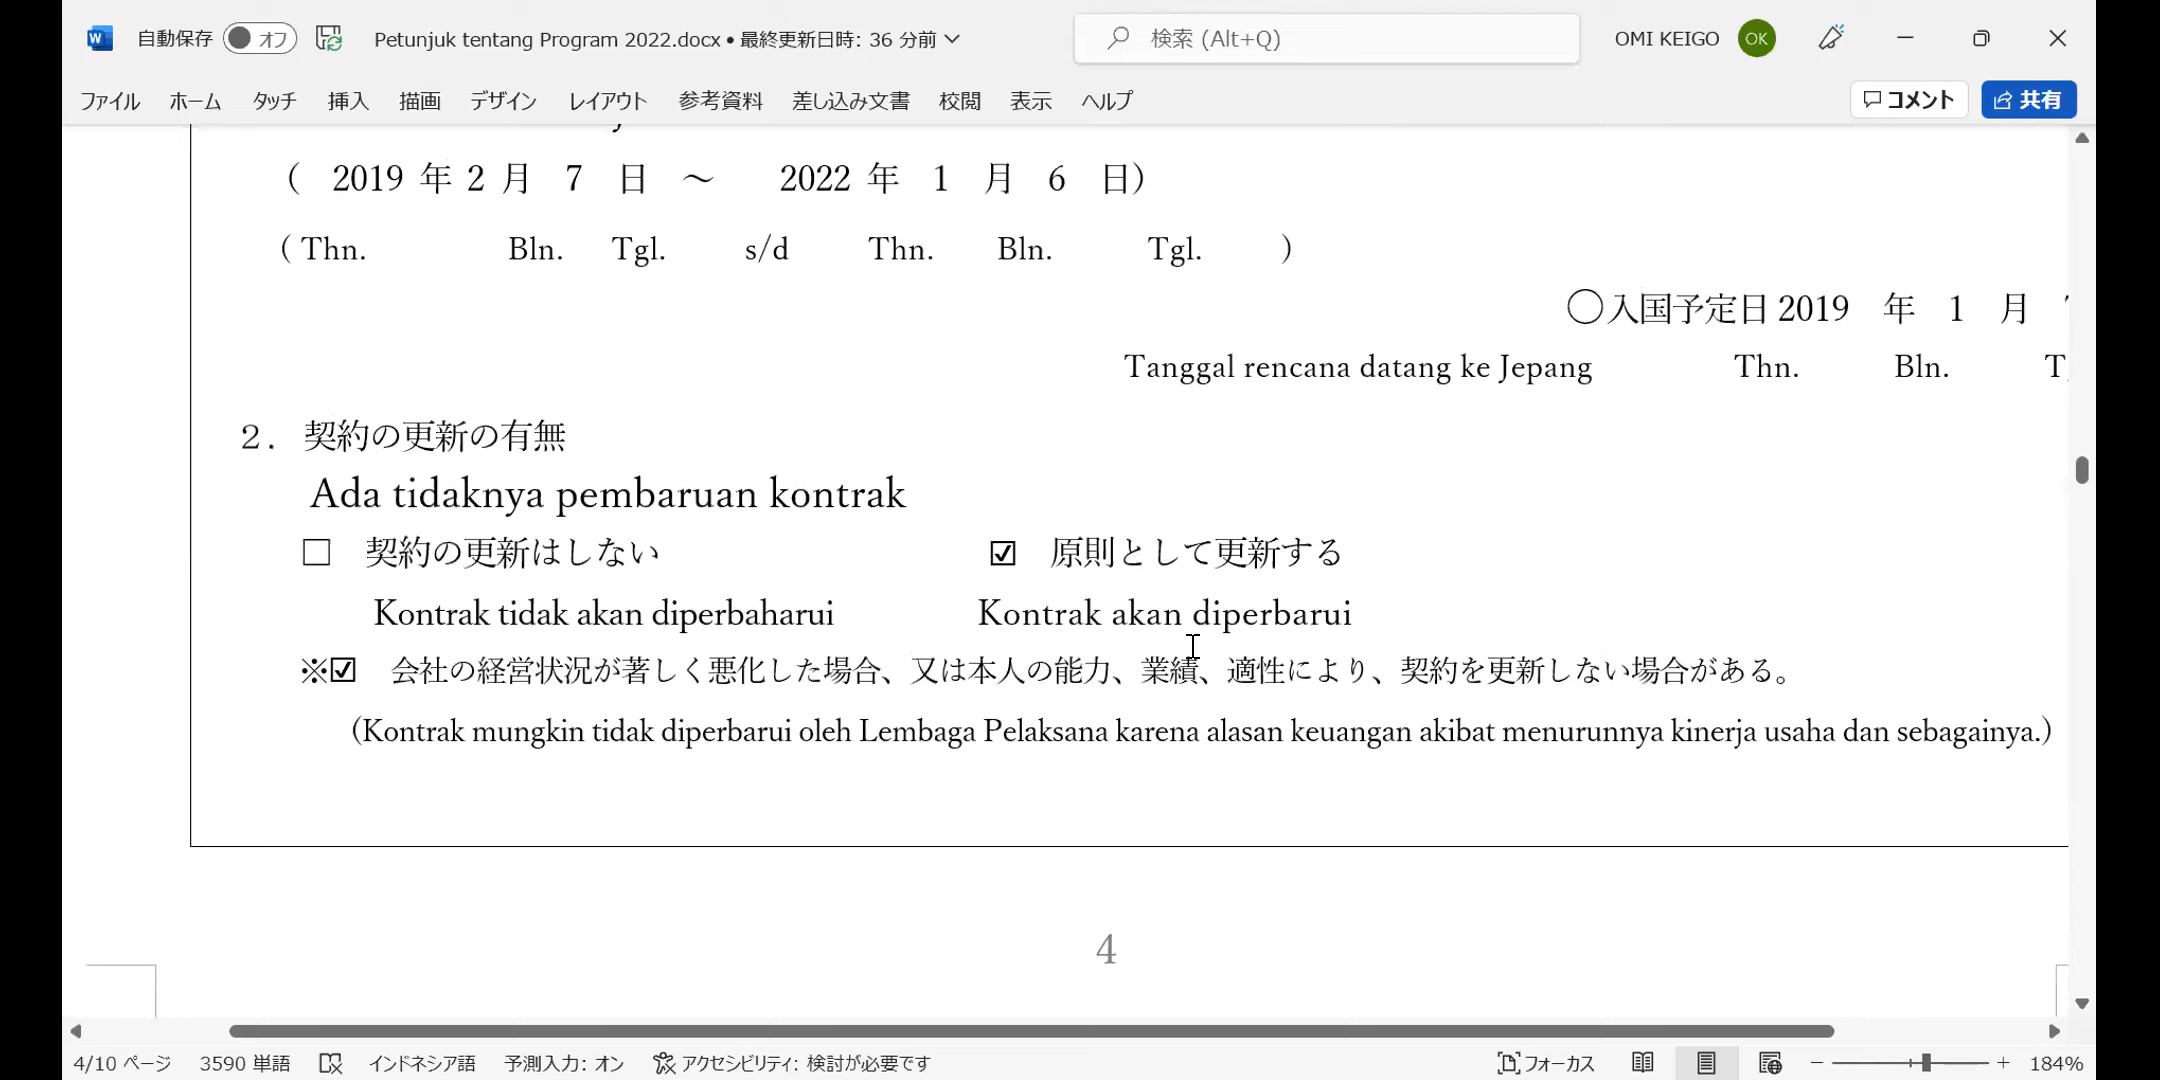 自動保存 オフ Petunjuk tentang Program 2022.docx • 最終更新日時: 36 分前 検索 (Alt+Q) OMI KEIGO OK
ファイル ホーム タッチ 挿入 描画 デザイン レイアウト 参考資料 差し込み文書 校閲 表示 ヘルプ コメント 共有
( 2019 年 2 月 7 日 ～ 2022 年 1 月 6 日)
( Thn. Bln. Tgl. s/d Thn. Bln. Tgl. )
○入国予定日 2019 年 1 月
Tanggal rencana datang ke Jepang Thn. Bln. T
２．契約の更新の有無
Ada tidaknya pembaruan kontrak
☐ 契約の更新はしない ☑ 原則として更新する
Kontrak tidak akan diperbaharui Kontrak akan diperbarui
※☑ 会社の経営状況が著しく悪化した場合、又は本人の能力、業績、適性により、契約を更新しない場合がある。
(Kontrak mungkin tidak diperbarui oleh Lembaga Pelaksana karena alasan keuangan akibat menurunnya kinerja usaha dan sebagainya.)
4
4/10 ページ 3590 単語 インドネシア語 予測入力: オン アクセシビリティ: 検討が必要です フォーカス 184%